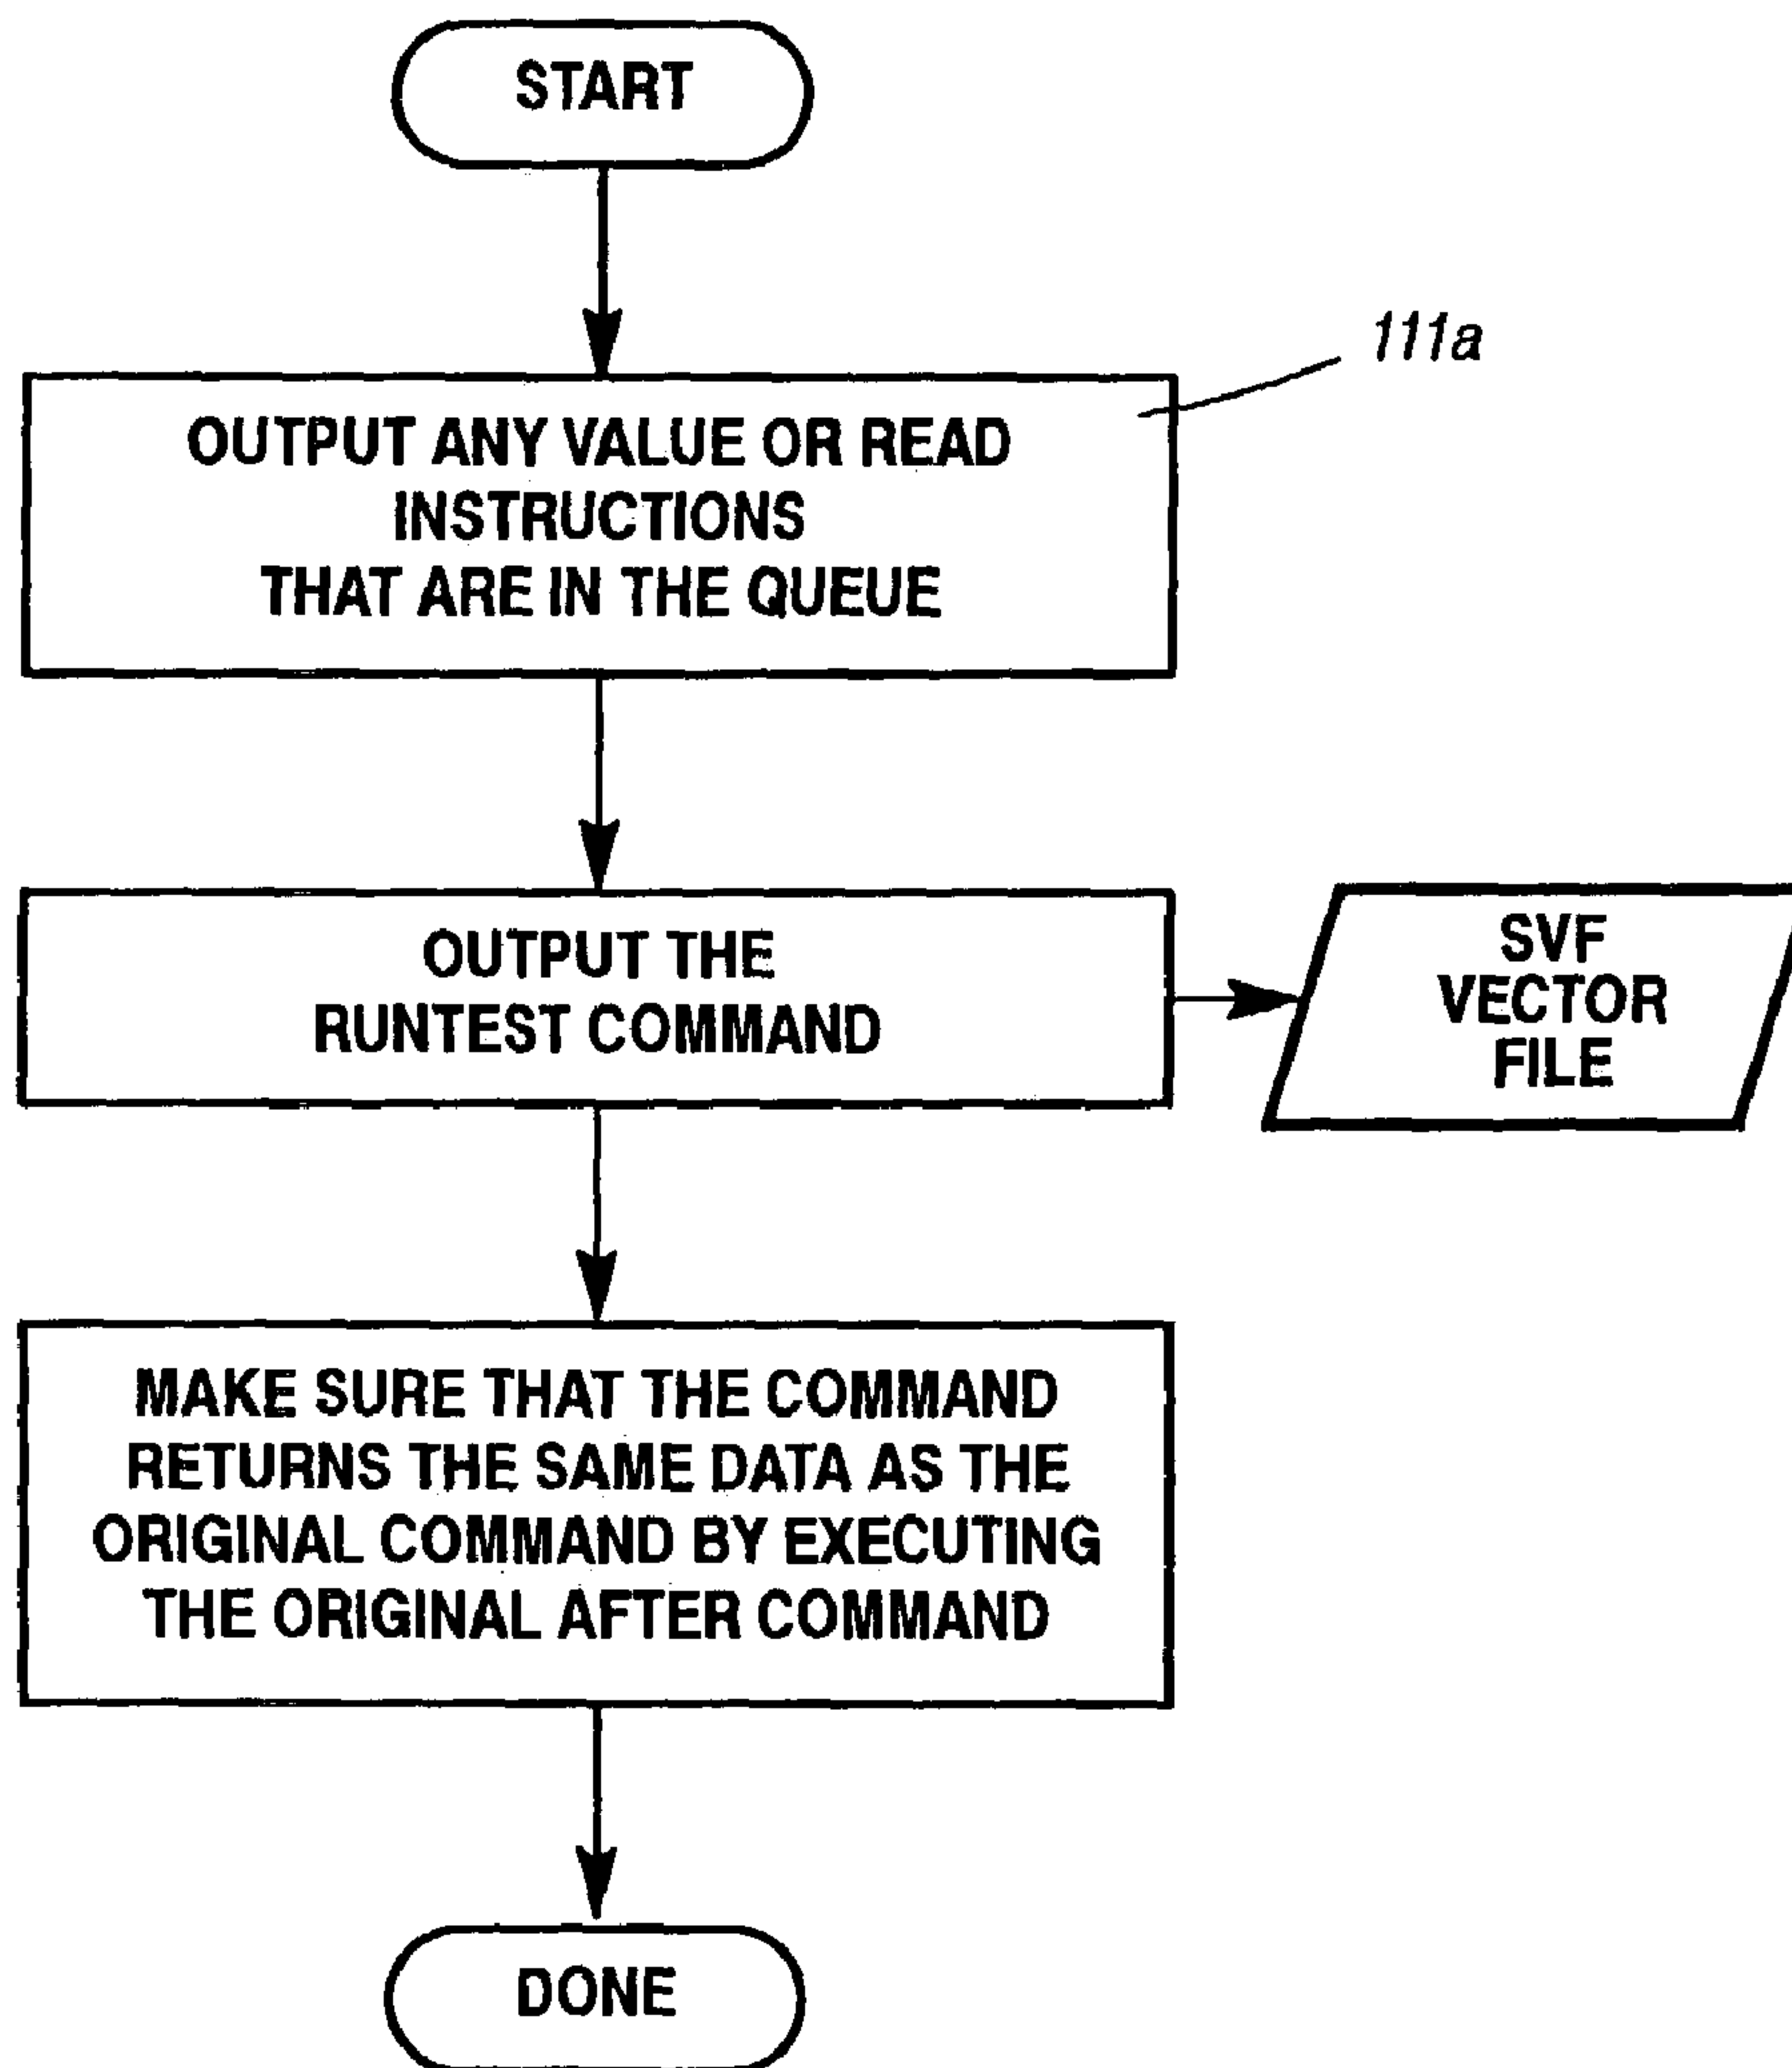 START
111a
OUTPUT ANY VALUE OR READ
INSTRUCTIONS
THAT ARE IN THE QUEUE
OUTPUT THE
RUNTEST COMMAND
SVF
VECTOR
FILE
MAKE SURE THAT THE COMMAND
RETURNS THE SAME DATA AS THE
ORIGINAL COMMAND BY EXECUTING
THE ORIGINAL AFTER COMMAND
DONE